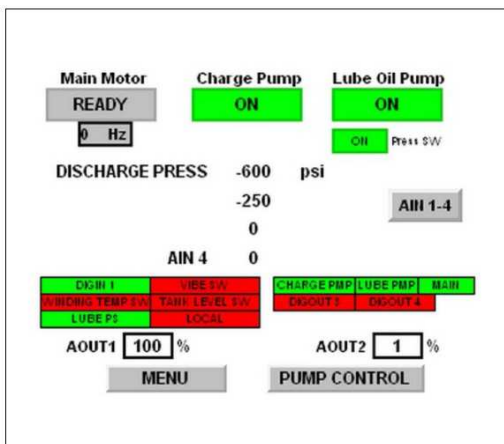 Main Motor Charge Pump Lube Oil Pump
READY ON ON
0 Hz ON Press SW
DISCHARGE PRESS -600 psi
-250
AIN 1-4
0
AIN 4 0
DIGIN 1 VIBE SW CHARGE PMP LUBE PMP MAIN
WINDING TEMP SW TANK LEVEL SW DIGOUT 3 DIGOUT 4
LUBE PS LOCAL
AOUT1 100 % AOUT2 1 %
MENU PUMP CONTROL